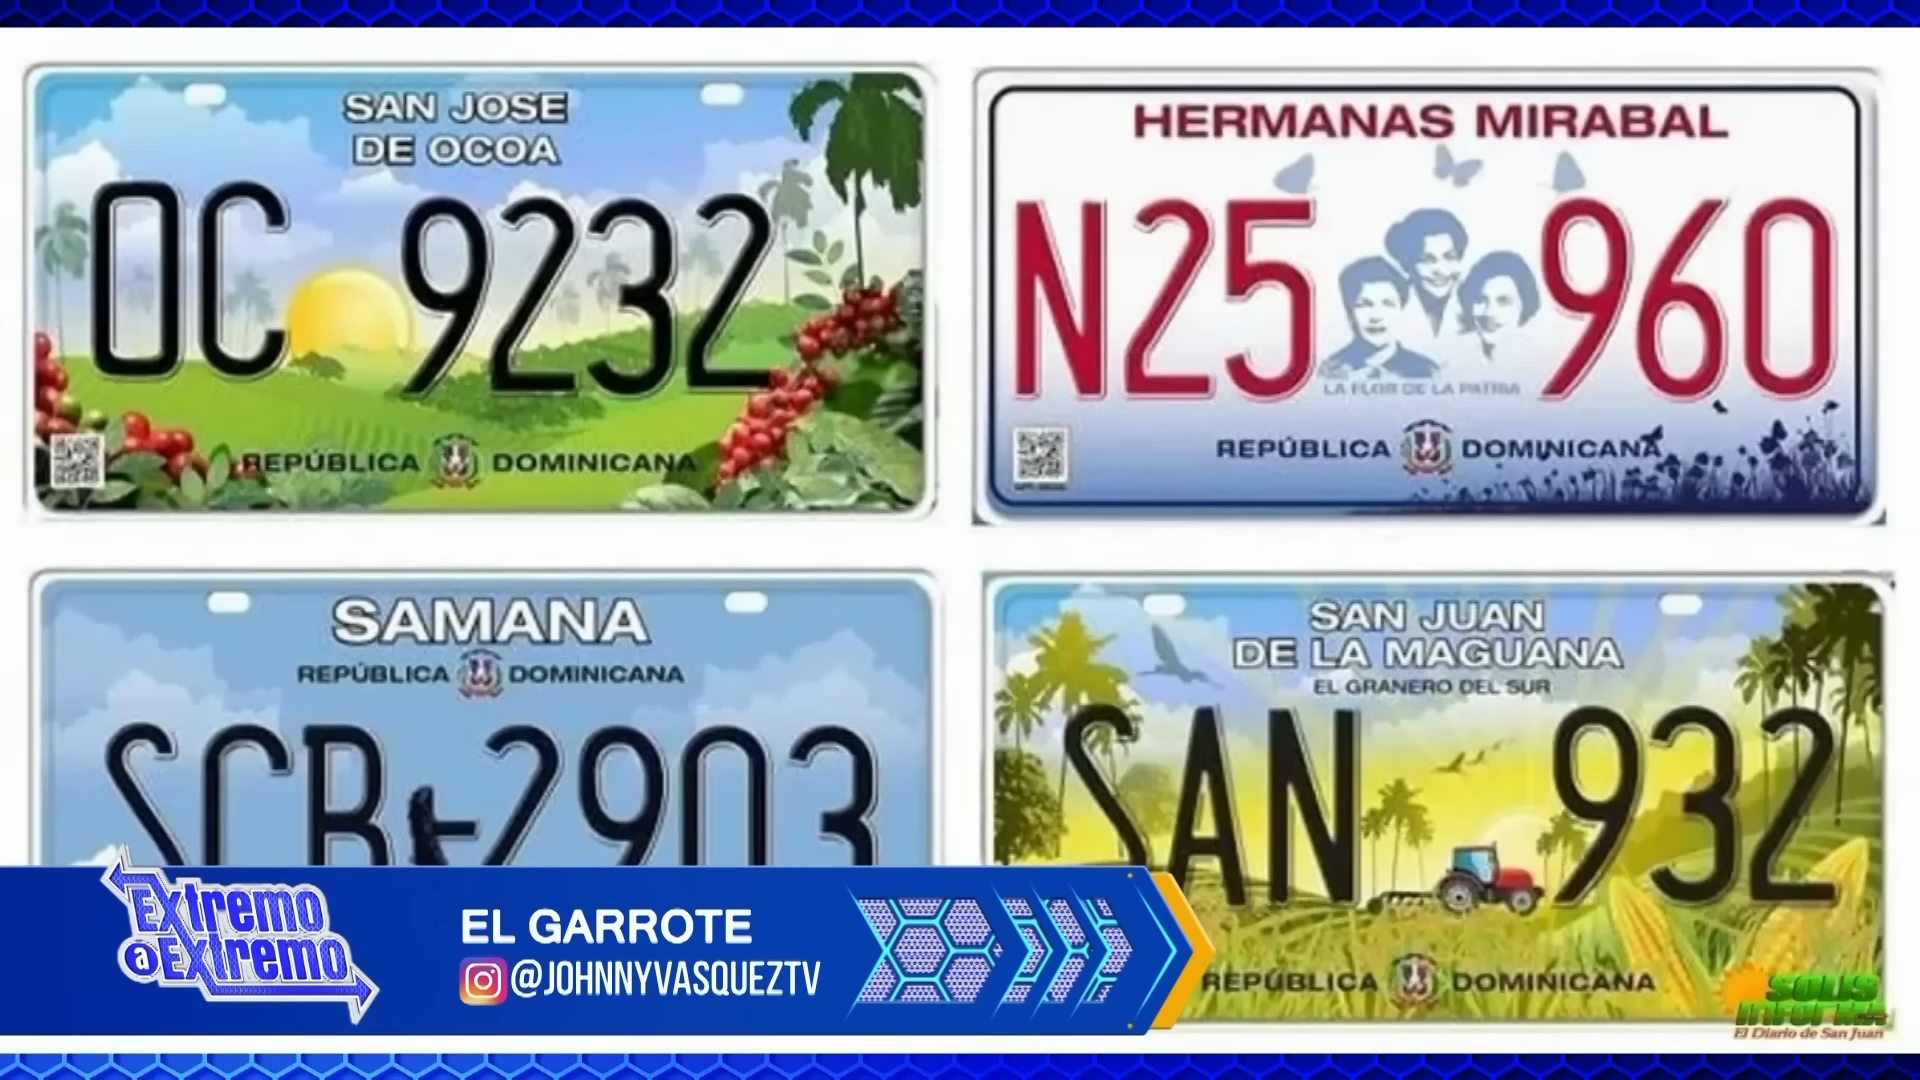 SAN JOSE
DE OCOA
OC 9232
REPÚBLICA DOMINICANA
HERMANAS MIRABAL
N25 960
LA FLOR DE LA PATRIA
REPÚBLICA DOMINICANA
SAMANA
REPÚBLICA DOMINICANA
2903
SAN JUAN
DE LA MAGUANA
EL GRANERO DEL SUR
SAN 932
REPÚBLICA DOMINICANA
Extremo
@Extremo
EL GARROTE
@JOHNNYVASQUEZTV
SOLIS
El Diario de San Juan